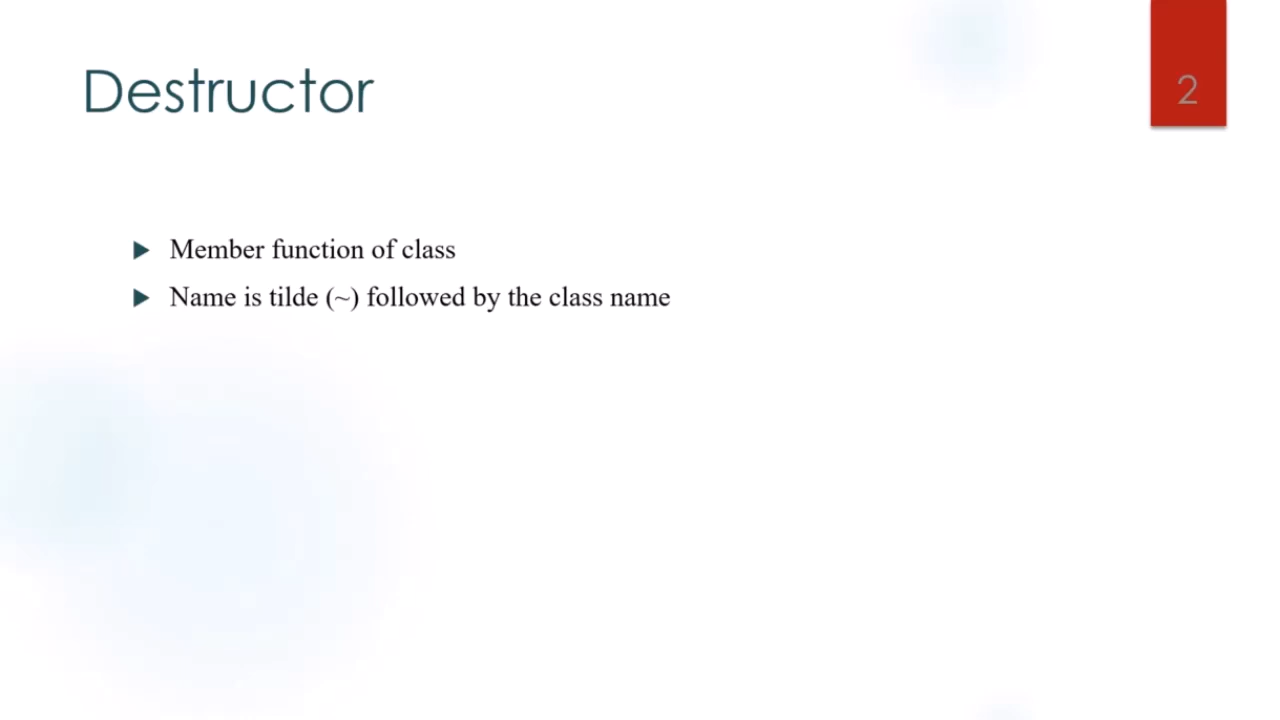 Destructor
2
Member function of class
Name is tilde (~) followed by the class name